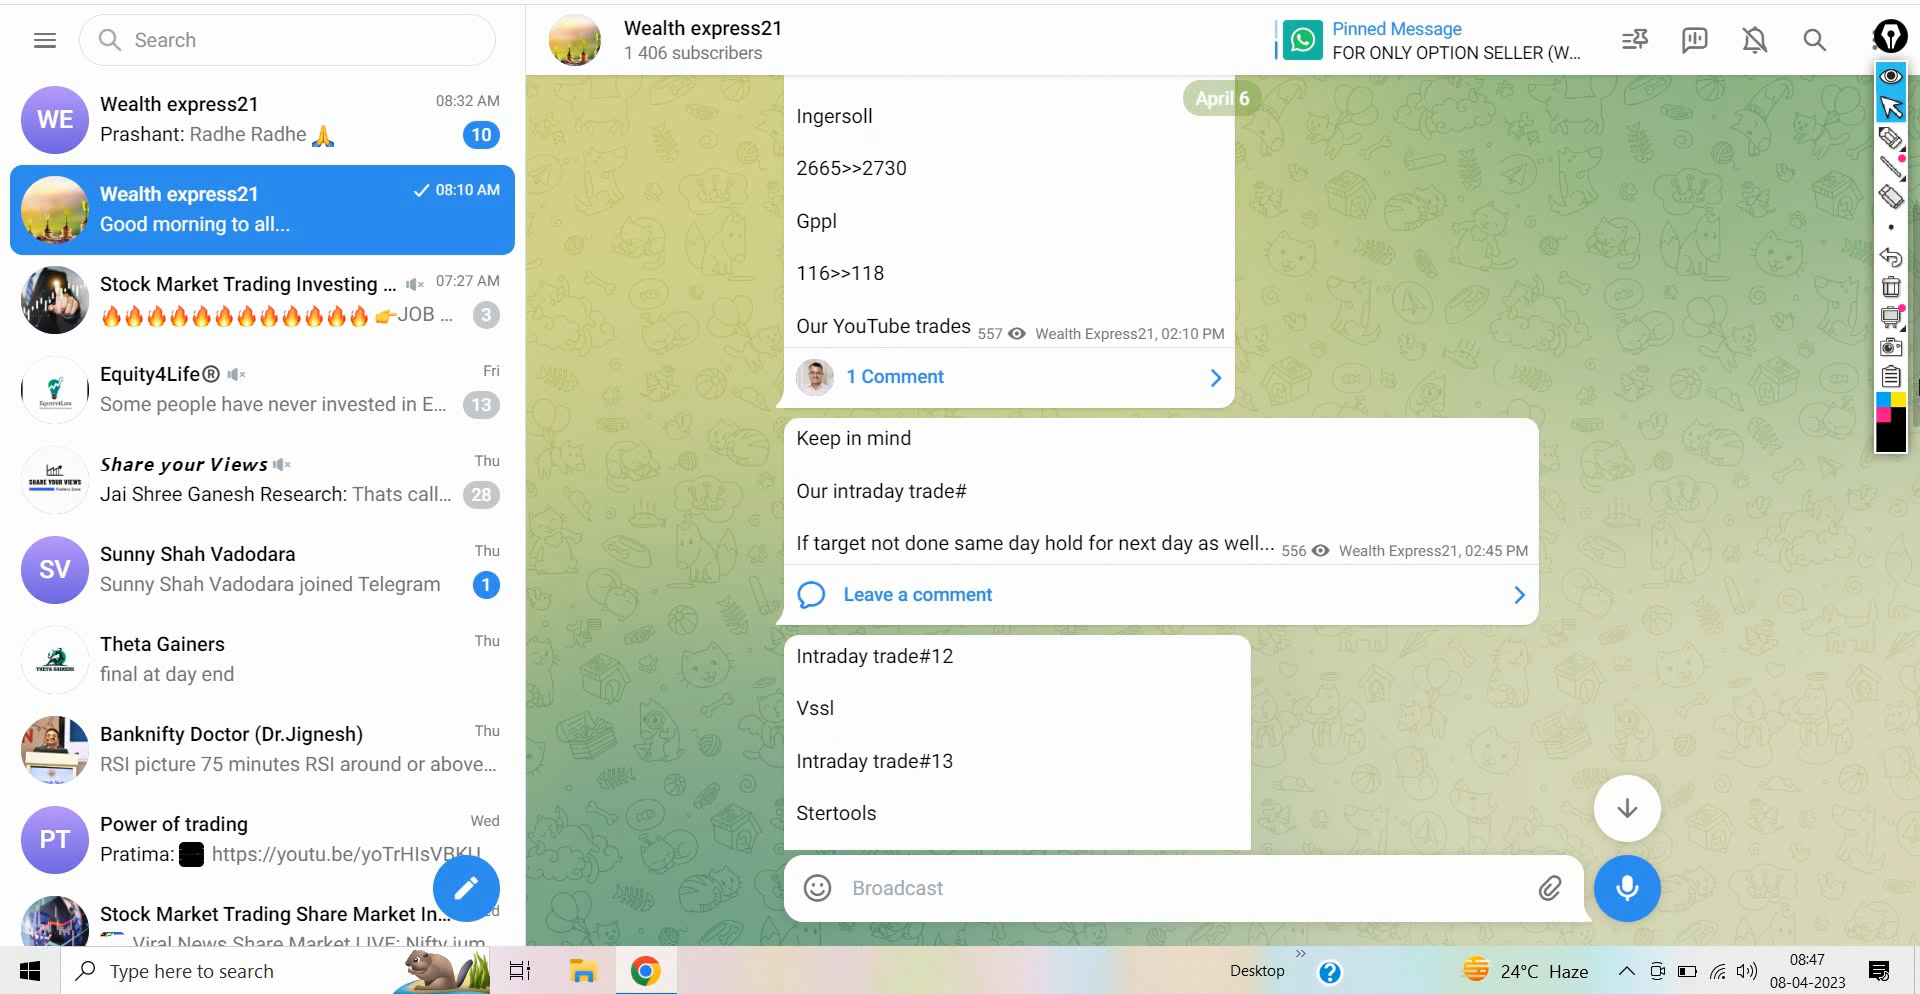 Search
WE
Wealth express21
08:32 AM
Prashant: Radhe Radhe 🙏
10
Wealth express21
08:10 AM
Good morning to all...
Stock Market Trading Investing ...
07:27 AM
🔥🔥🔥🔥🔥🔥🔥🔥🔥🔥🔥🔥 👉JOB ...
3
Equity4Life®
Fri
Some people have never invested in E...
13
Share your Views
Thu
SHARE YOUR VIEWS
Jai Shree Ganesh Research: Thats call...
28
SV
Sunny Shah Vadodara
Thu
Sunny Shah Vadodara joined Telegram
1
Theta Gainers
Thu
THETA GAINERS
final at day end
Banknifty Doctor (Dr.Jignesh)
Thu
RSI picture 75 minutes RSI around or above...
PT
Power of trading
Wed
Pratima: https://youtu.be/yoTrHIsVBKU
Stock Market Trading Share Market In...
Viral News Share Market LIVE: Nifty jum
Wealth express21
1 406 subscribers
Pinned Message
FOR ONLY OPTION SELLER (W...
April 6
Ingersoll
2665>>2730
Gppl
116>>118
Our YouTube trades
557 Wealth Express21, 02:10 PM
1 Comment
Keep in mind
Our intraday trade#
If target not done same day hold for next day as well...
556 Wealth Express21, 02:45 PM
Leave a comment
Intraday trade#12
Vssl
Intraday trade#13
Stertools
Broadcast
Type here to search
Desktop
24°C Haze
08:47
08-04-2023